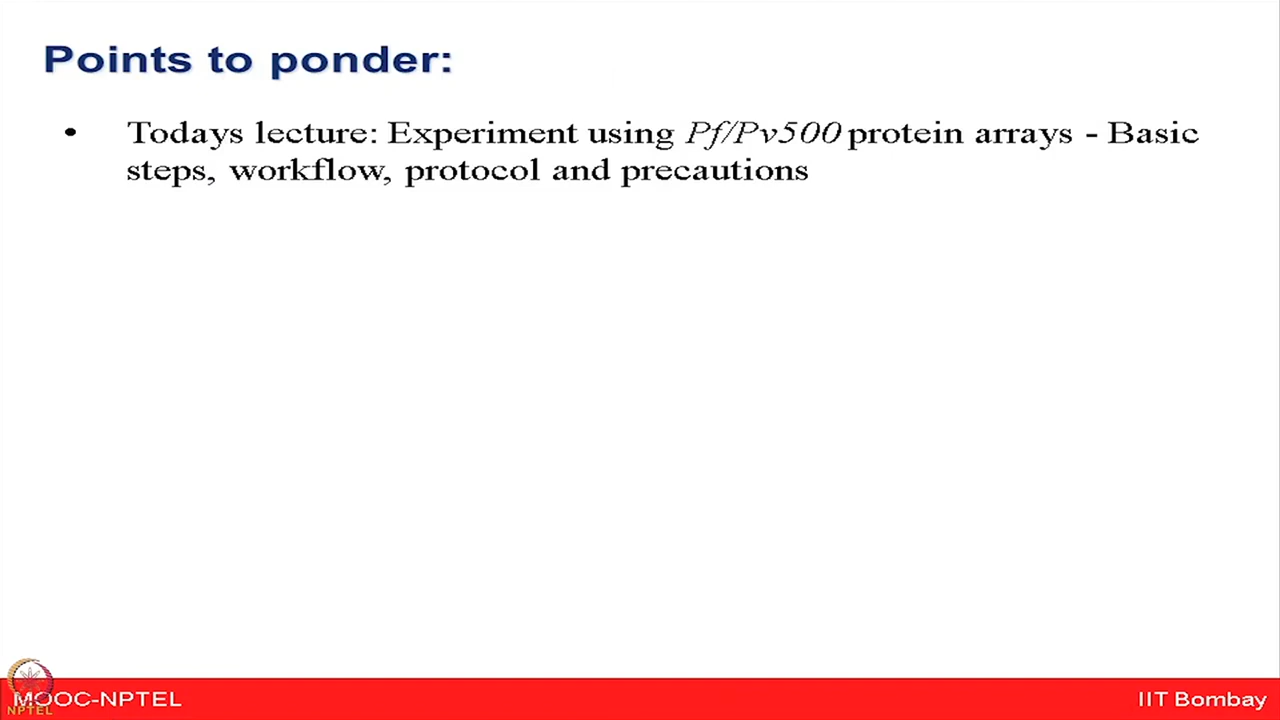 Points to ponder:
• Todays lecture: Experiment using Pf/Pv500 protein arrays - Basic
steps, workflow, protocol and precautions
MOOC-NPTEL
IIT Bombay
NPTEL